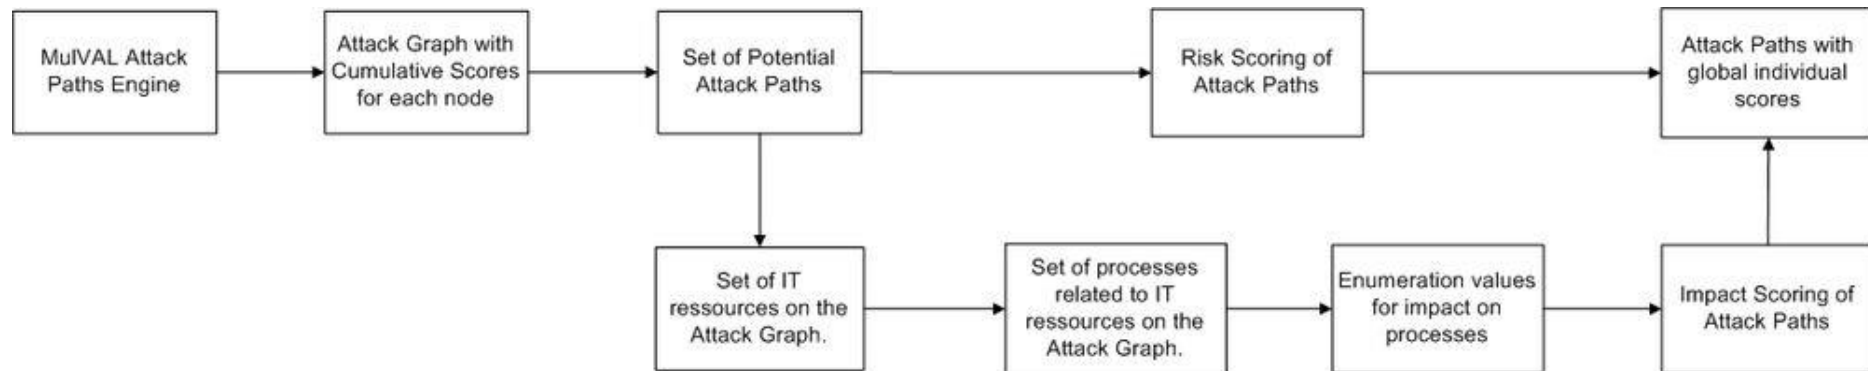 MulVAL Attack
Paths Engine
Attack Graph with
Cumulative Scores
for each node
Set of Potential
Attack Paths
Risk Scoring of
Attack Paths
Attack Paths with
global individual
scores
Set of IT
ressources on the
Attack Graph.
Set of processes
related to IT
ressources on the
Attack Graph.
Enumeration values
for impact on
processes
Impact Scoring of
Attack Paths